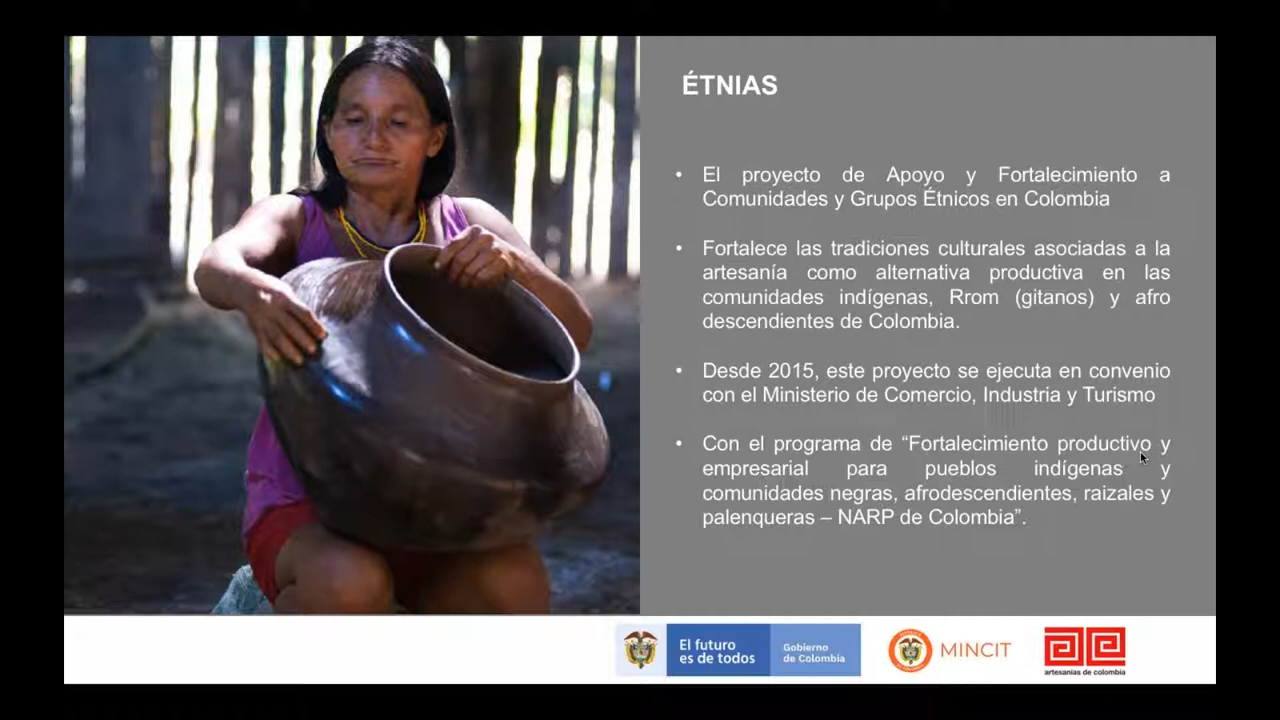 ÉTNIAS
• El proyecto de Apoyo y Fortalecimiento a
Comunidades y Grupos Étnicos en Colombia
• Fortalece las tradiciones culturales asociadas a la
artesanía como alternativa productiva en las
comunidades indígenas, Rrom (gitanos) y afro
descendientes de Colombia.
• Desde 2015, este proyecto se ejecuta en convenio
con el Ministerio de Comercio, Industria y Turismo
• Con el programa de “Fortalecimiento productivo y
empresarial para pueblos indígenas y
comunidades negras, afrodescendientes, raizales y
palenqueras – NARP de Colombia”.
El futuro
es de todos
Gobierno
de Colombia
MINCIT
artesanías de colombia